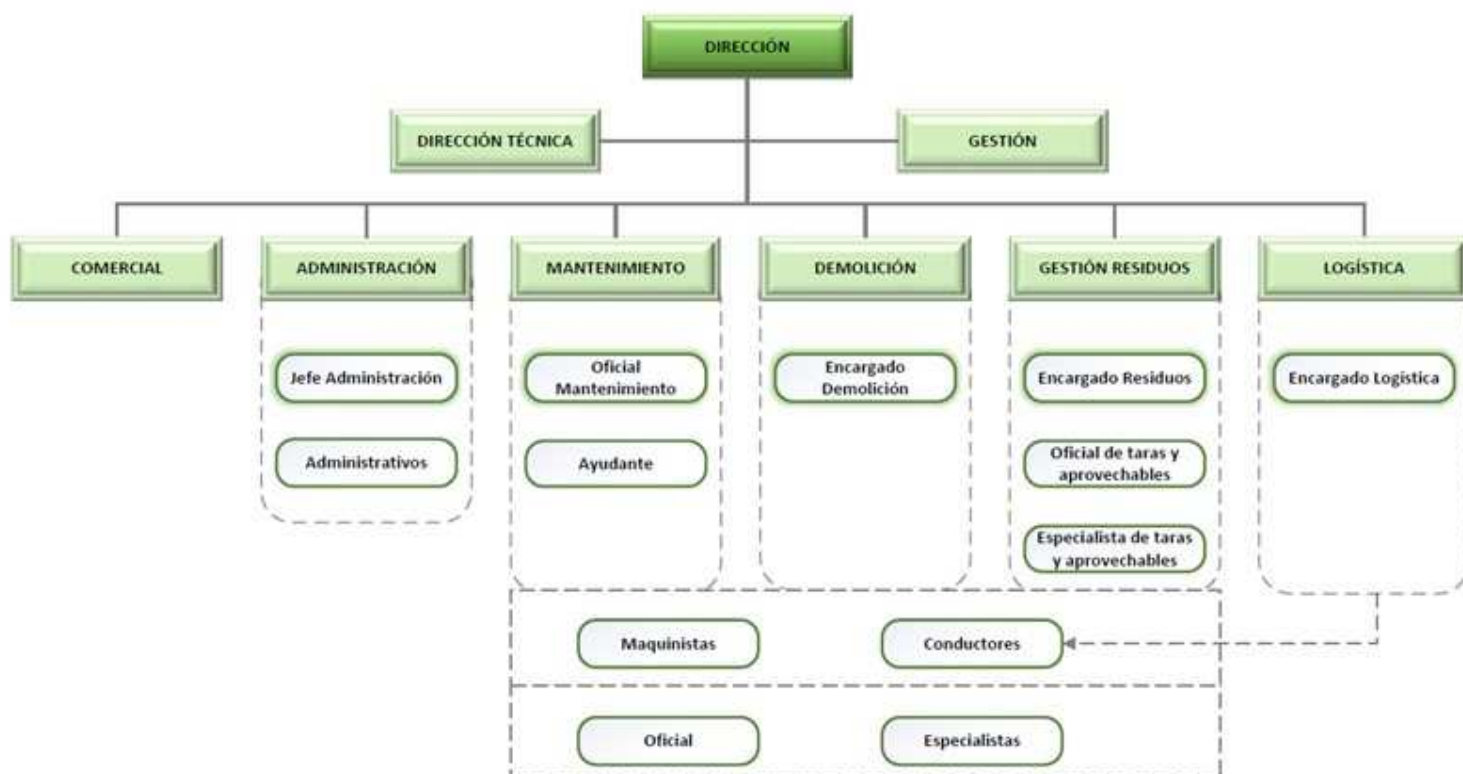 DIRECCIÓN
DIRECCIÓN TÉCNICA
GESTIÓN
COMERCIAL
ADMINISTRACIÓN
MANTENIMIENTO
DEMOLICIÓN
GESTIÓN RESIDUOS
LOGÍSTICA
Jefe Administración
Oficial
Mantenimiento
Encargado
Demolición
Encargado Residuos
Encargado Logística
Administrativos
Ayudante
Oficial de taras y
aprovechables
Especialista de taras
y aprovechables
Maquinistas
Conductores
Oficial
Especialistas